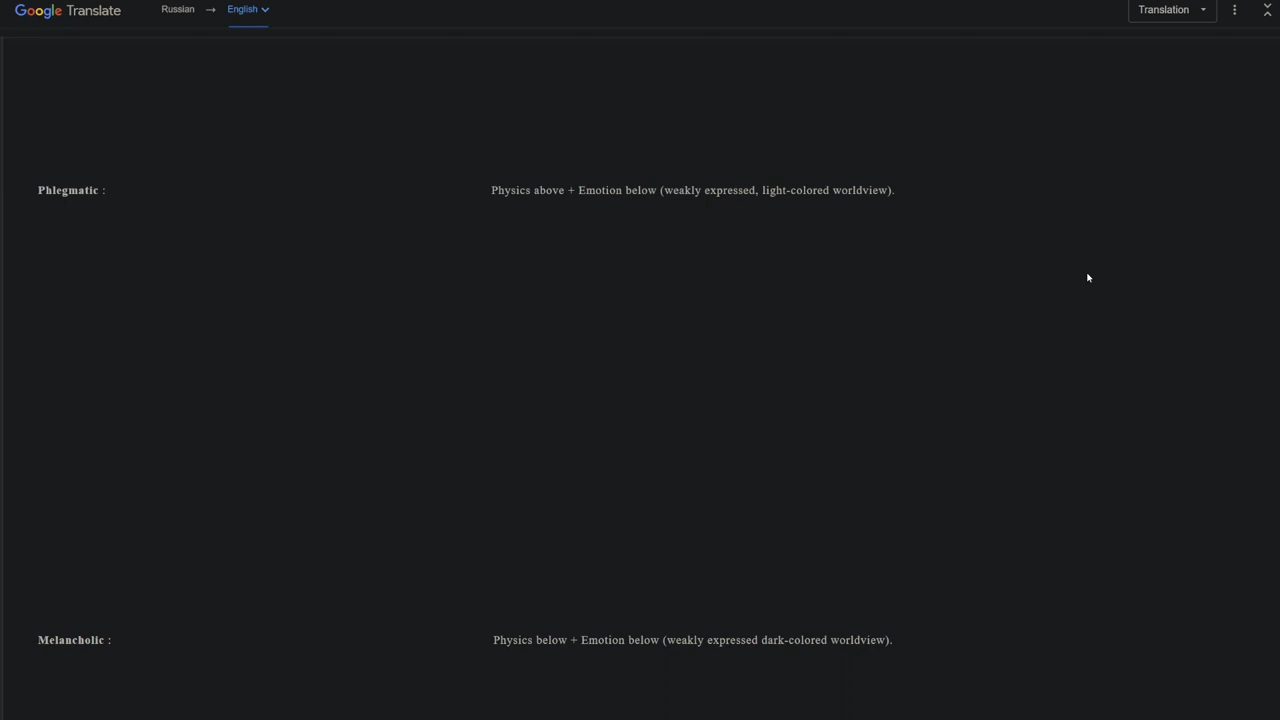 Google Translate Russian → English Translation
Phlegmatic : Physics above + Emotion below (weakly expressed, light-colored worldview).
Melancholic : Physics below + Emotion below (weakly expressed dark-colored worldview).